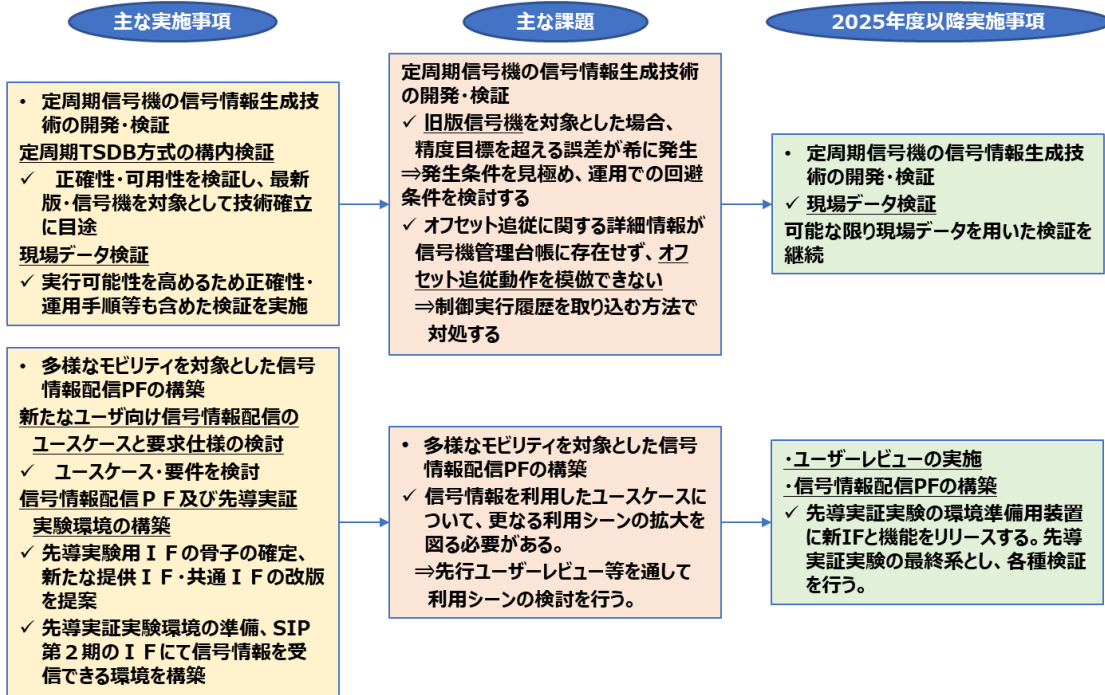 主な実施事項
主な課題
2025年度以降実施事項
• 定周期信号機の信号情報生成技
術の開発・検証
定周期TSDB方式の構内検証
✓ 正確性・可用性を検証し、最新
版・信号機を対象として技術確立
に目途
現場データ検証
✓ 実行可能性を高めるため正確性・
運用手順等も含めた検証を実施
定周期信号機の信号情報生成技術
の開発・検証
✓ 旧版信号機を対象とした場合、
精度目標を超える誤差が希に発生
⇒発生条件を見極め、運用での回避
条件を検討する
✓ オフセット追従に関する詳細情報が
信号機管理台帳に存在せず、オフ
セット追従動作を模倣できない
⇒制御実行履歴を取り込む方法で
対処する
• 定周期信号機の信号情報生成技
術の開発・検証
✓ 現場データ検証
可能な限り現場データを用いた検証を
継続
• 多様なモビリティを対象とした信号
情報配信PFの構築
新たなユーザ向け信号情報配信の
ユースケースと要求仕様の検討
✓ ユースケース・要件を検討
信号情報配信ＰＦ及び先導実証
実験環境の構築
✓ 先導実験用ＩＦの骨子の確定、
新たな提供ＩＦ・共通ＩＦの改版
を提案
✓ 先導実証実験環境の準備、SIP
第２期のＩＦにて信号情報を受
信できる環境を構築
• 多様なモビリティを対象とした信号
情報配信PFの構築
✓ 信号情報を利用したユースケースに
ついて、更なる利用シーンの拡大を
図る必要がある。
⇒先行ユーザーレビュー等を通して
利用シーンの検討を行う。
・ユーザーレビューの実施
・信号情報配信PFの構築
✓ 先導実証実験の環境準備用装置
に新IFと機能をリリースする。先導
実証実験の最終系とし、各種検証
を行う。